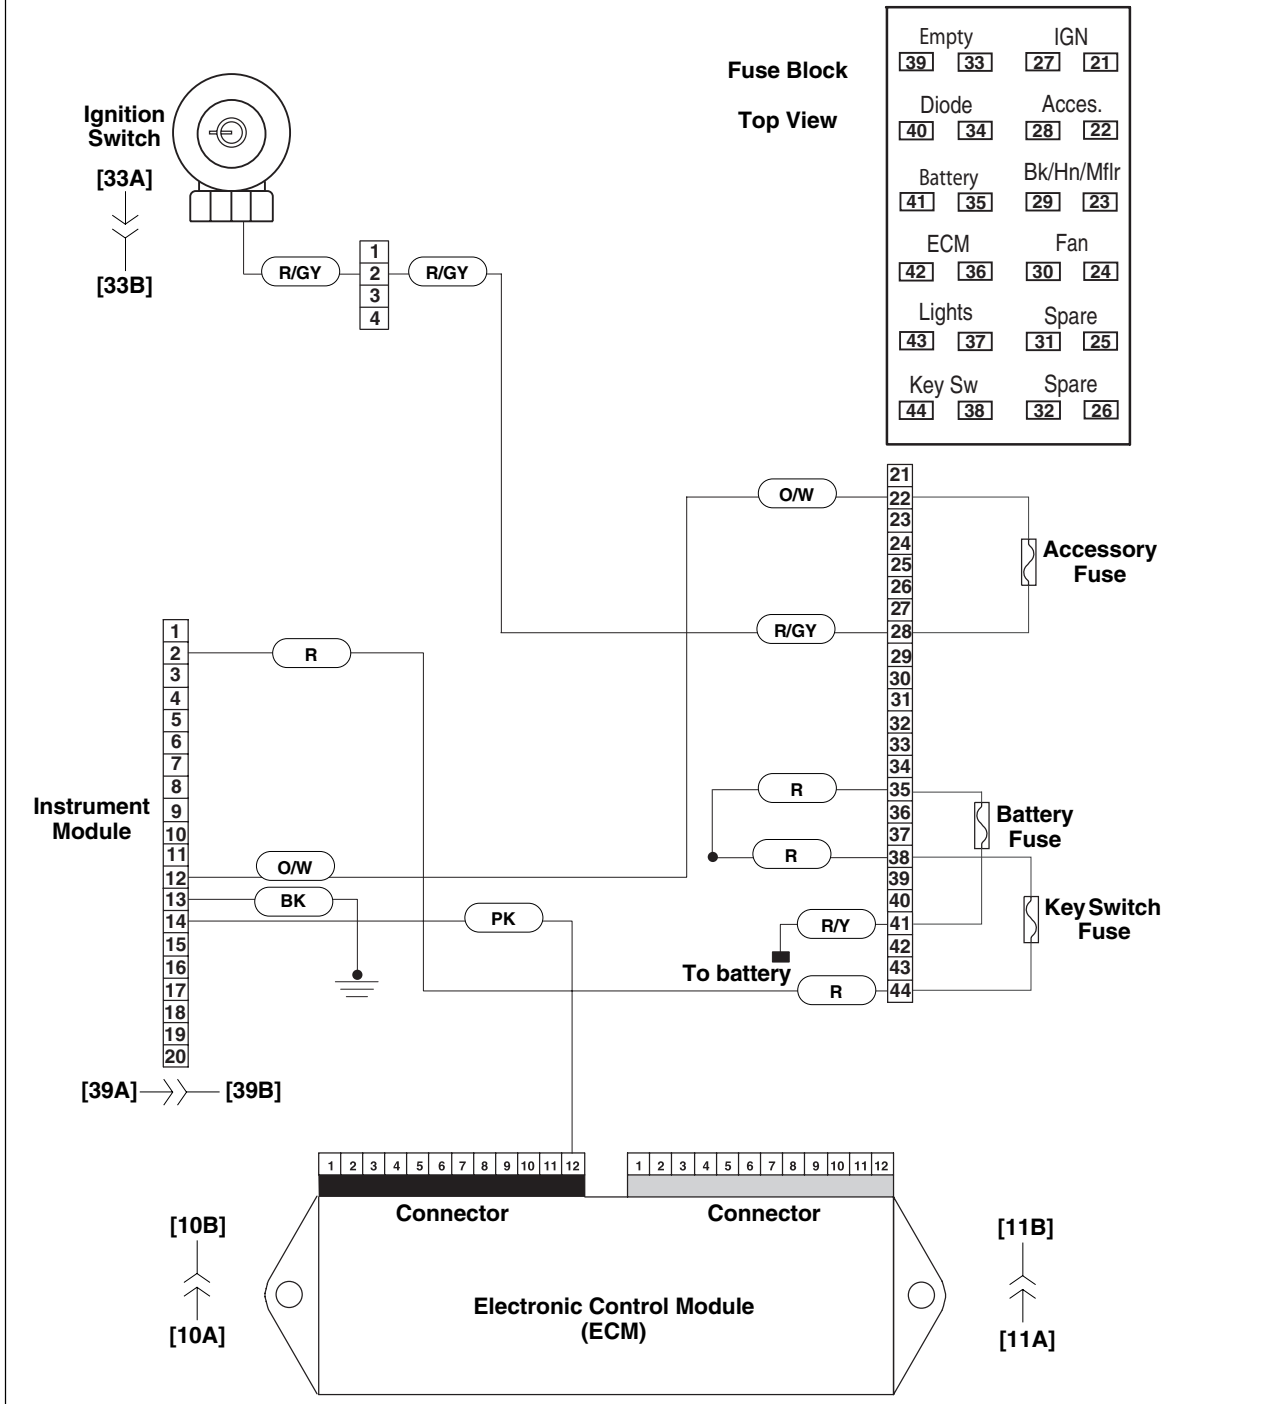 Fuse Block
Top View
Empty IGN
39 33 27 21
Diode Acces.
40 34 28 22
Battery Bk/Hn/Mflr
41 35 29 23
ECM Fan
42 36 30 24
Lights Spare
43 37 31 25
Key Sw Spare
44 38 32 26
Ignition
Switch
[33A]
[33B]
R/GY
1
2
3
4
R/GY
O/W
R/GY
R
R
R/Y
To battery
R
21
22
23
24
25
26
27
28
29
30
31
32
33
34
35
36
37
38
39
40
41
42
43
44
Accessory
Fuse
Battery
Fuse
Key Switch
Fuse
Instrument
Module
1
2
3
4
5
6
7
8
9
10
11
12
13
14
15
16
17
18
19
20
R
O/W
BK
PK
[39A] [39B]
1 2 3 4 5 6 7 8 9 10 11 12
1 2 3 4 5 6 7 8 9 10 11 12
Connector
Connector
[10B]
[10A]
[11B]
[11A]
Electronic Control Module
(ECM)